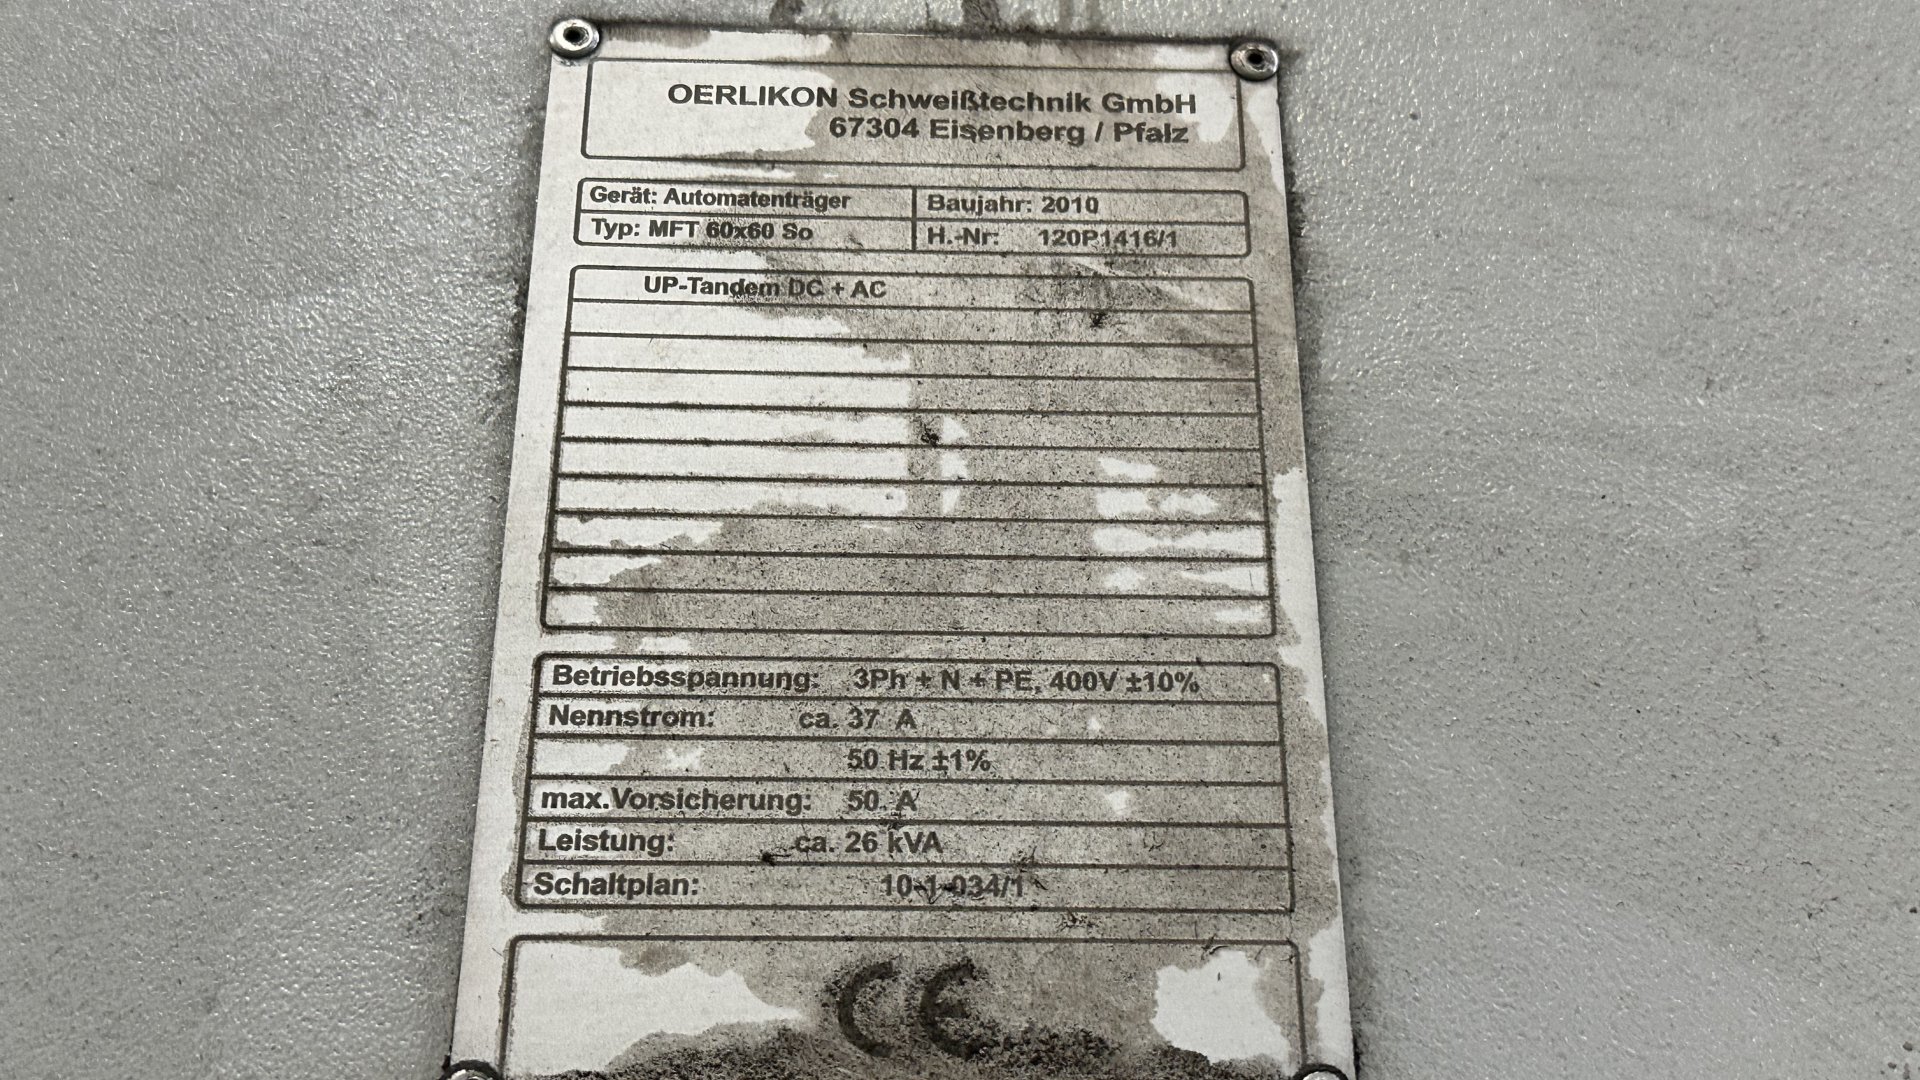 OERLIKON Schweißtechnik GmbH
67304 Eisenberg / Pfalz
Gerät: Automatenträger
Baujahr: 2010
Typ: MFT 60x60 So
H.-Nr: 120P1416/1
UP-Tandem DC + AC
Betriebsspannung: 3Ph + N + PE, 400V ±10%
Nennstrom: ca. 37 A
50 Hz ±1%
max.Vorsicherung: 50 A
Leistung: ca. 26 kVA
Schaltplan: 10-1-034/1
CE